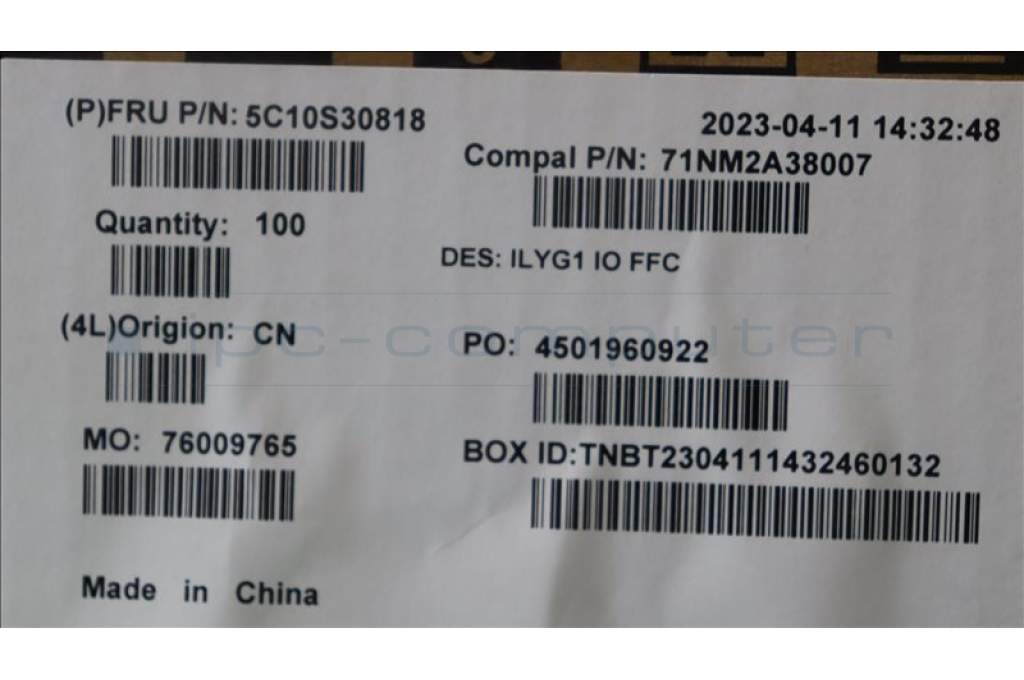 (P)FRU P/N: 5C10S30818
2023-04-11 14:32:48
Compal P/N: 71NM2A38007
Quantity: 100
DES: ILYG1 IO FFC
(4L)Origion: CN
ipc-computer
PO: 4501960922
MO: 76009765
BOX ID:TNBT2304111432460132
Made in China